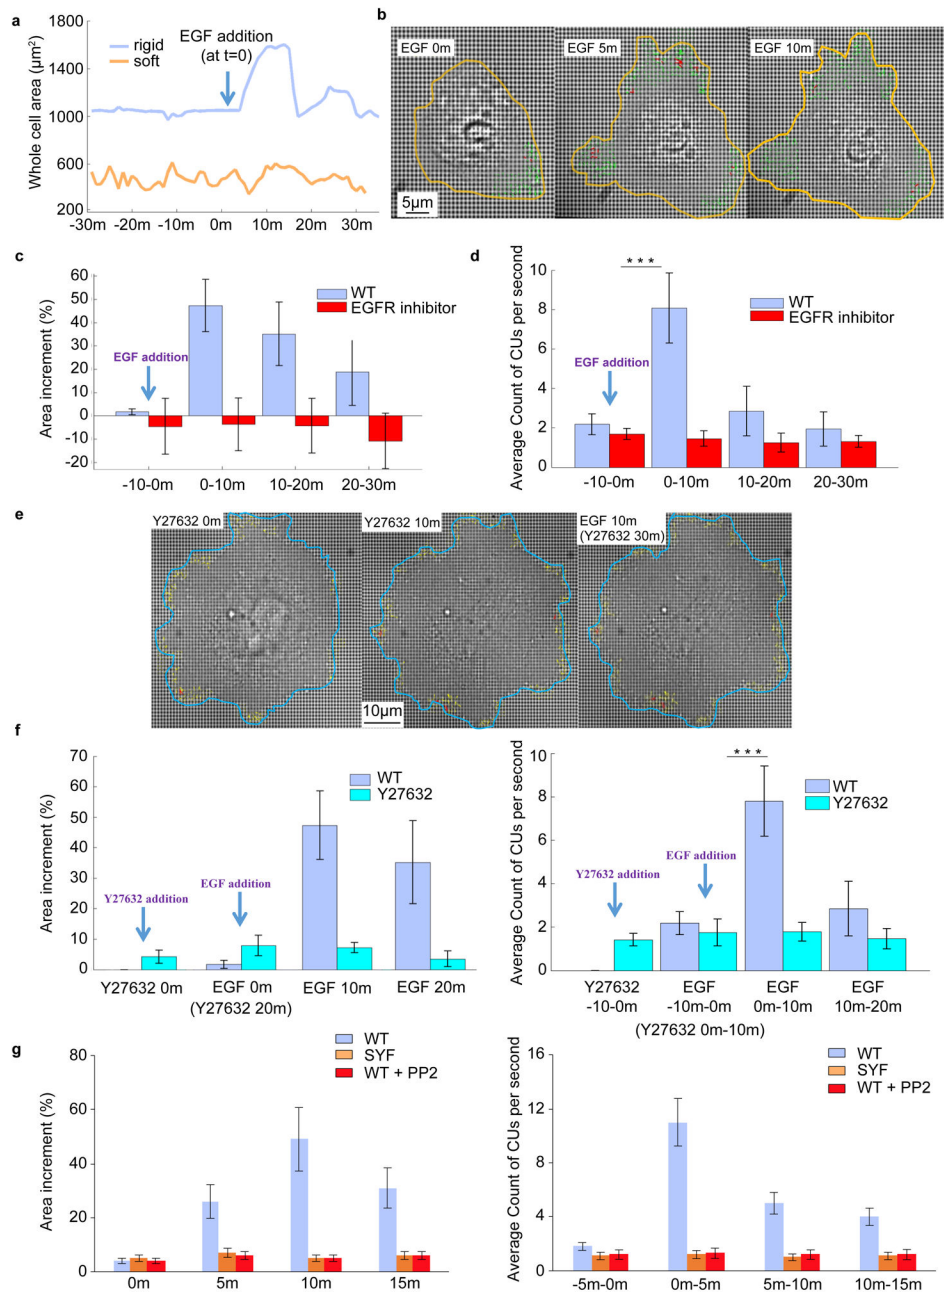 a
Whole cell area (µm²)
1800
1400
1000
600
200
rigid
soft
EGF addition
(at t=0)
-30m -20m -10m 0m 10m 20m 30m
b
EGF 0m
EGF 5m
EGF 10m
5µm
c
Area increment (%)
60
50
40
30
20
10
0
-10
-20
WT
EGFR inhibitor
EGF addition
-10-0m 0-10m 10-20m 20-30m
d
Average Count of CUs per second
10
8
6
4
2
0
* * *
WT
EGFR inhibitor
EGF addition
-10-0m 0-10m 10-20m 20-30m
e
Y27632 0m
Y27632 10m
EGF 10m
(Y27632 30m)
10µm
f
Area increment (%)
70
60
50
40
30
20
10
0
WT
Y27632
Y27632 addition
EGF addition
Y27632 0m EGF 0m EGF 10m EGF 20m
(Y27632 20m)
Average Count of CUs per second
10
8
6
4
2
0
* * *
WT
Y27632
Y27632 addition
EGF addition
Y27632 EGF EGF EGF
-10-0m -10m-0m 0m-10m 10m-20m
(Y27632 0m-10m)
g
Area increment (%)
80
60
40
20
0
WT
SYF
WT + PP2
0m 5m 10m 15m
Average Count of CUs per second
16
12
8
4
0
WT
SYF
WT + PP2
-5m-0m 0m-5m 5m-10m 10m-15m